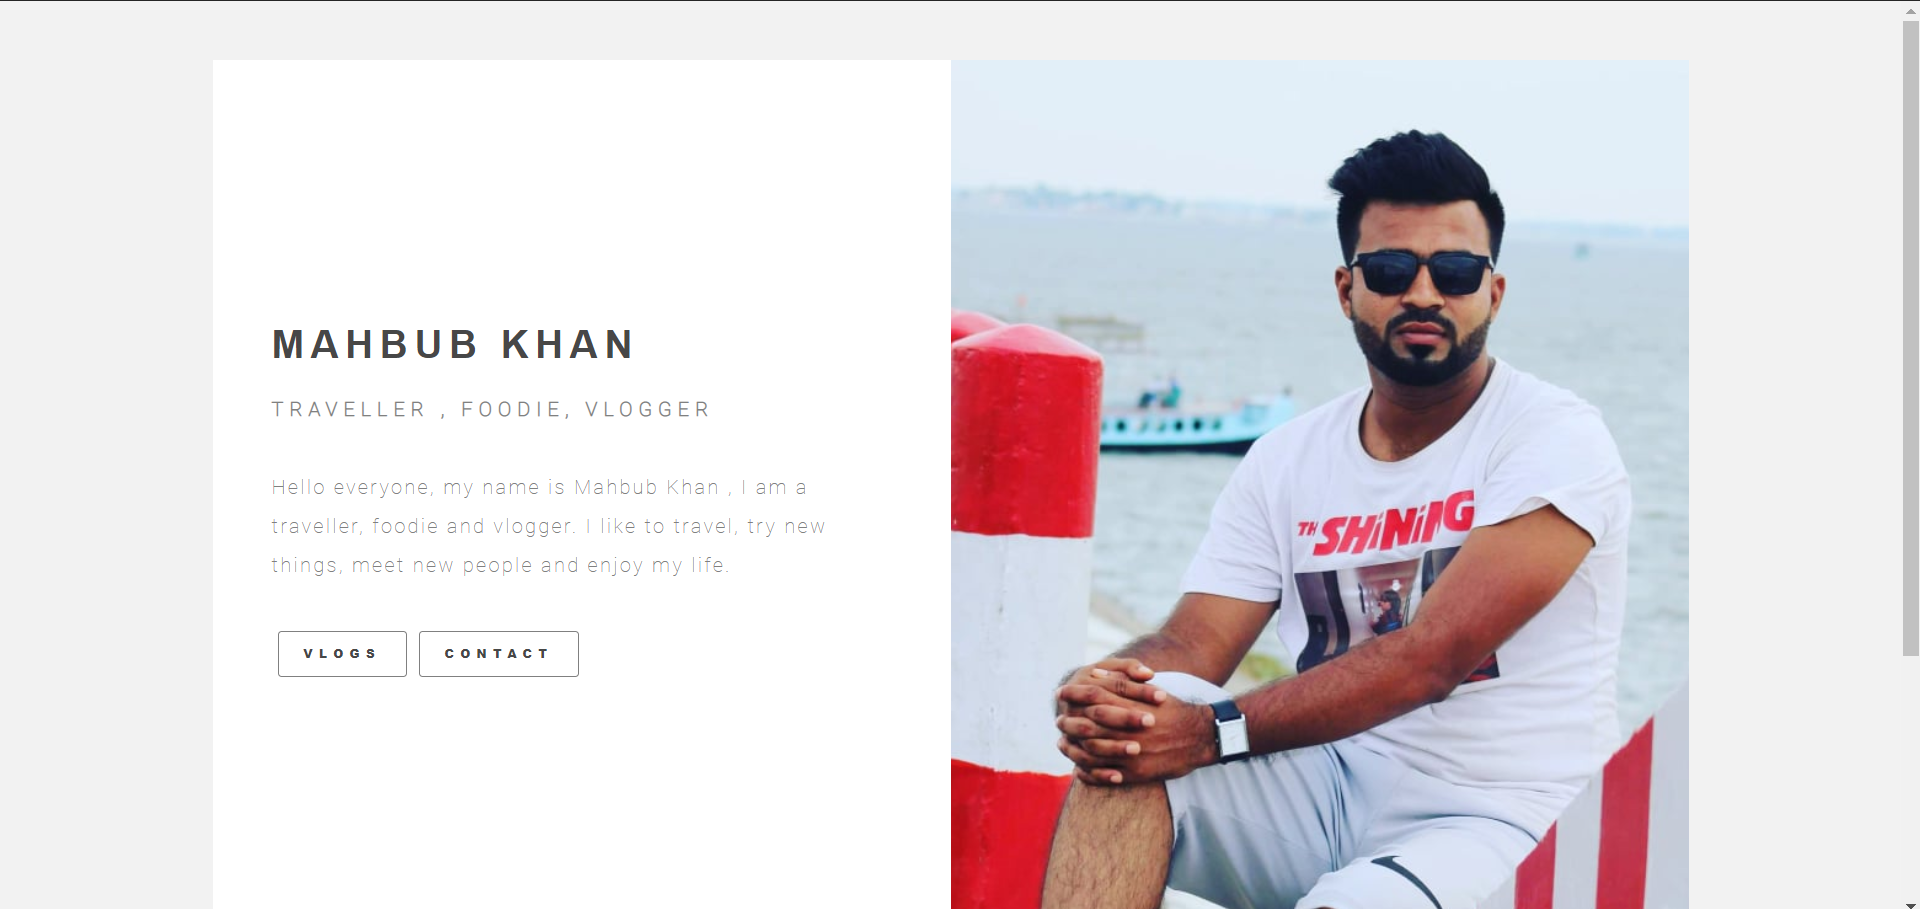 MAHBUB KHAN
TRAVELLER , FOODIE, VLOGGER
Hello everyone, my name is Mahbub Khan , I am a
traveller, foodie and vlogger. I like to travel, try new
things, meet new people and enjoy my life.
VLOGS CONTACT
TH
SHiNiNG